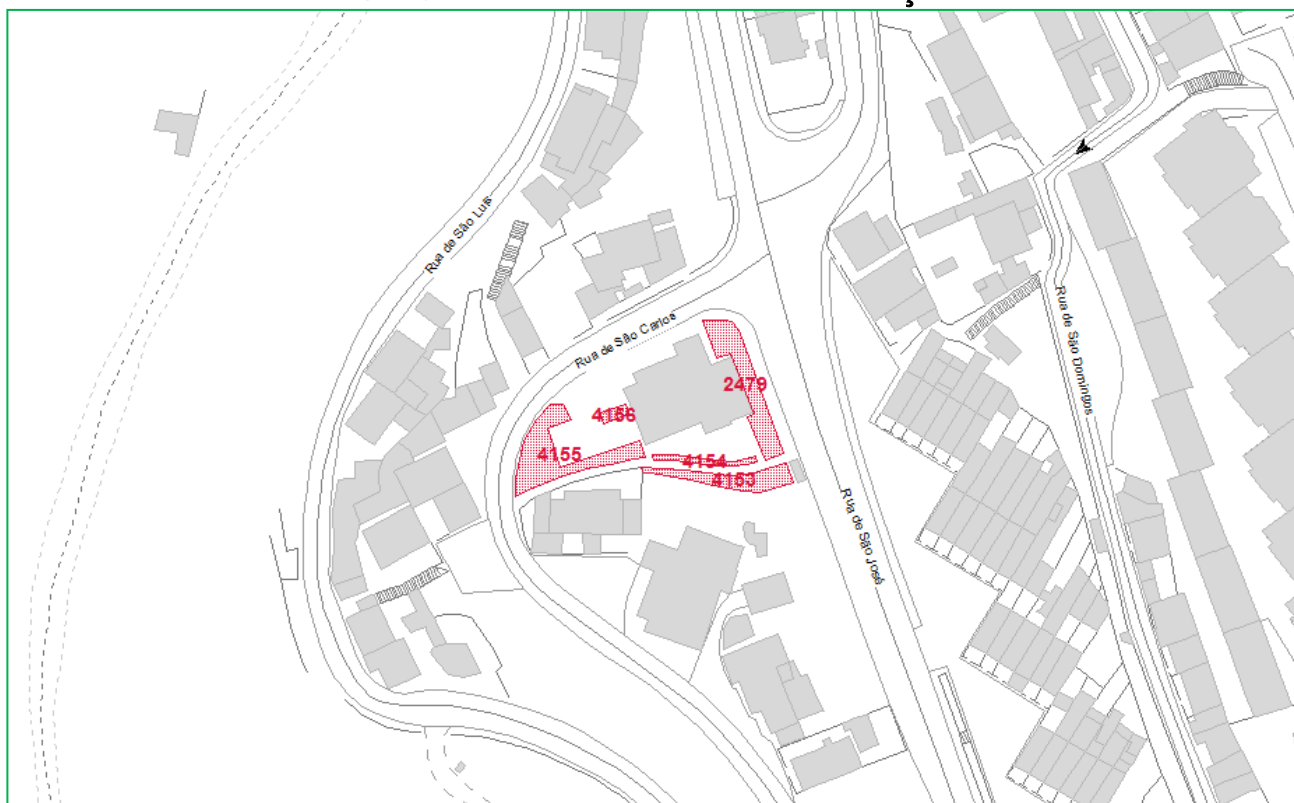 Rua de São Luís
Rua de São Carlos
Rua de São Domingos
2479
4156
4155
4154
4153
Rua de São José